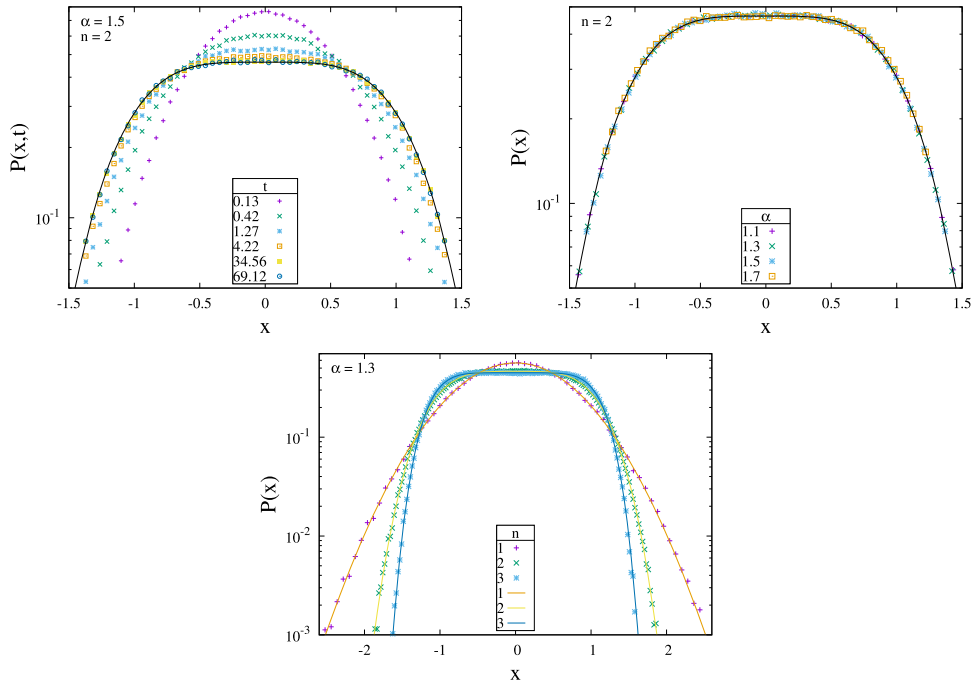 α = 1.5
n = 2
P(x,t)
10⁻¹
t
0.13
0.42
1.27
4.22
34.56
69.12
-1.5 -1 -0.5 0 0.5 1 1.5
x
n = 2
P(x)
10⁻¹
α
1.1
1.3
1.5
1.7
-1.5 -1 -0.5 0 0.5 1 1.5
x
α = 1.3
P(x)
10⁻¹
10⁻²
10⁻³
n
1
2
3
1
2
3
-2 -1 0 1 2
x